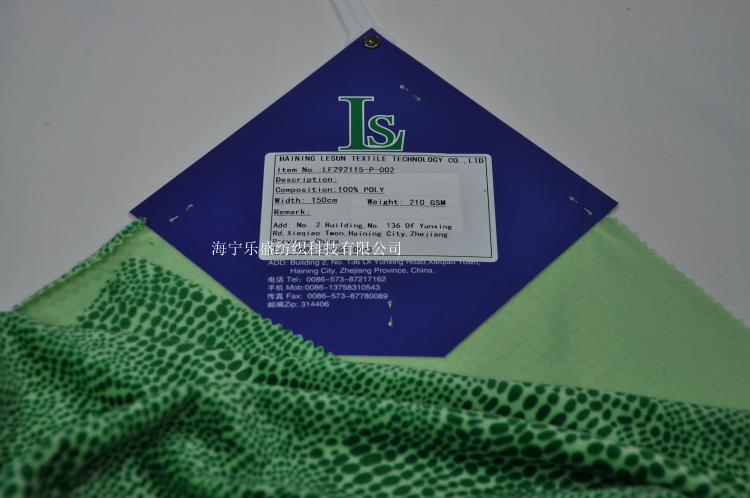 LS
HAINING LESUN TEXTILE TECHNOLOGY CO.,LTD
Item No.:LF292115-P-002
Description:
Composition:100% POLY
Width: 150cm Weight: 210 GSM
Remark:
Add: No. 2 Building,No. 136 Of Yunxing
Rd,Xieqiao Twon,Haining City,Zhejiang
海宁乐盛纺织科技有限公司
ADD: Building 2, No. 136 Of Yunxing Road,Xieqiao Town,
Haining City, Zhejiang Province, China.
电话 Tel: 0086-573-87217162
手机 Mob:0086-13758310543
传真 Fax: 0086-573-87780089
邮编Zip: 314406